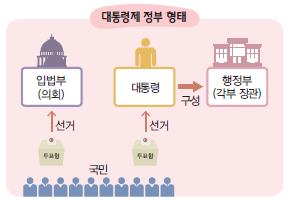 대통령제 정부 형태
입법부
(의회)
대통령
행정부
(각부 장관)
구성
선거
선거
투표함
투표함
국민